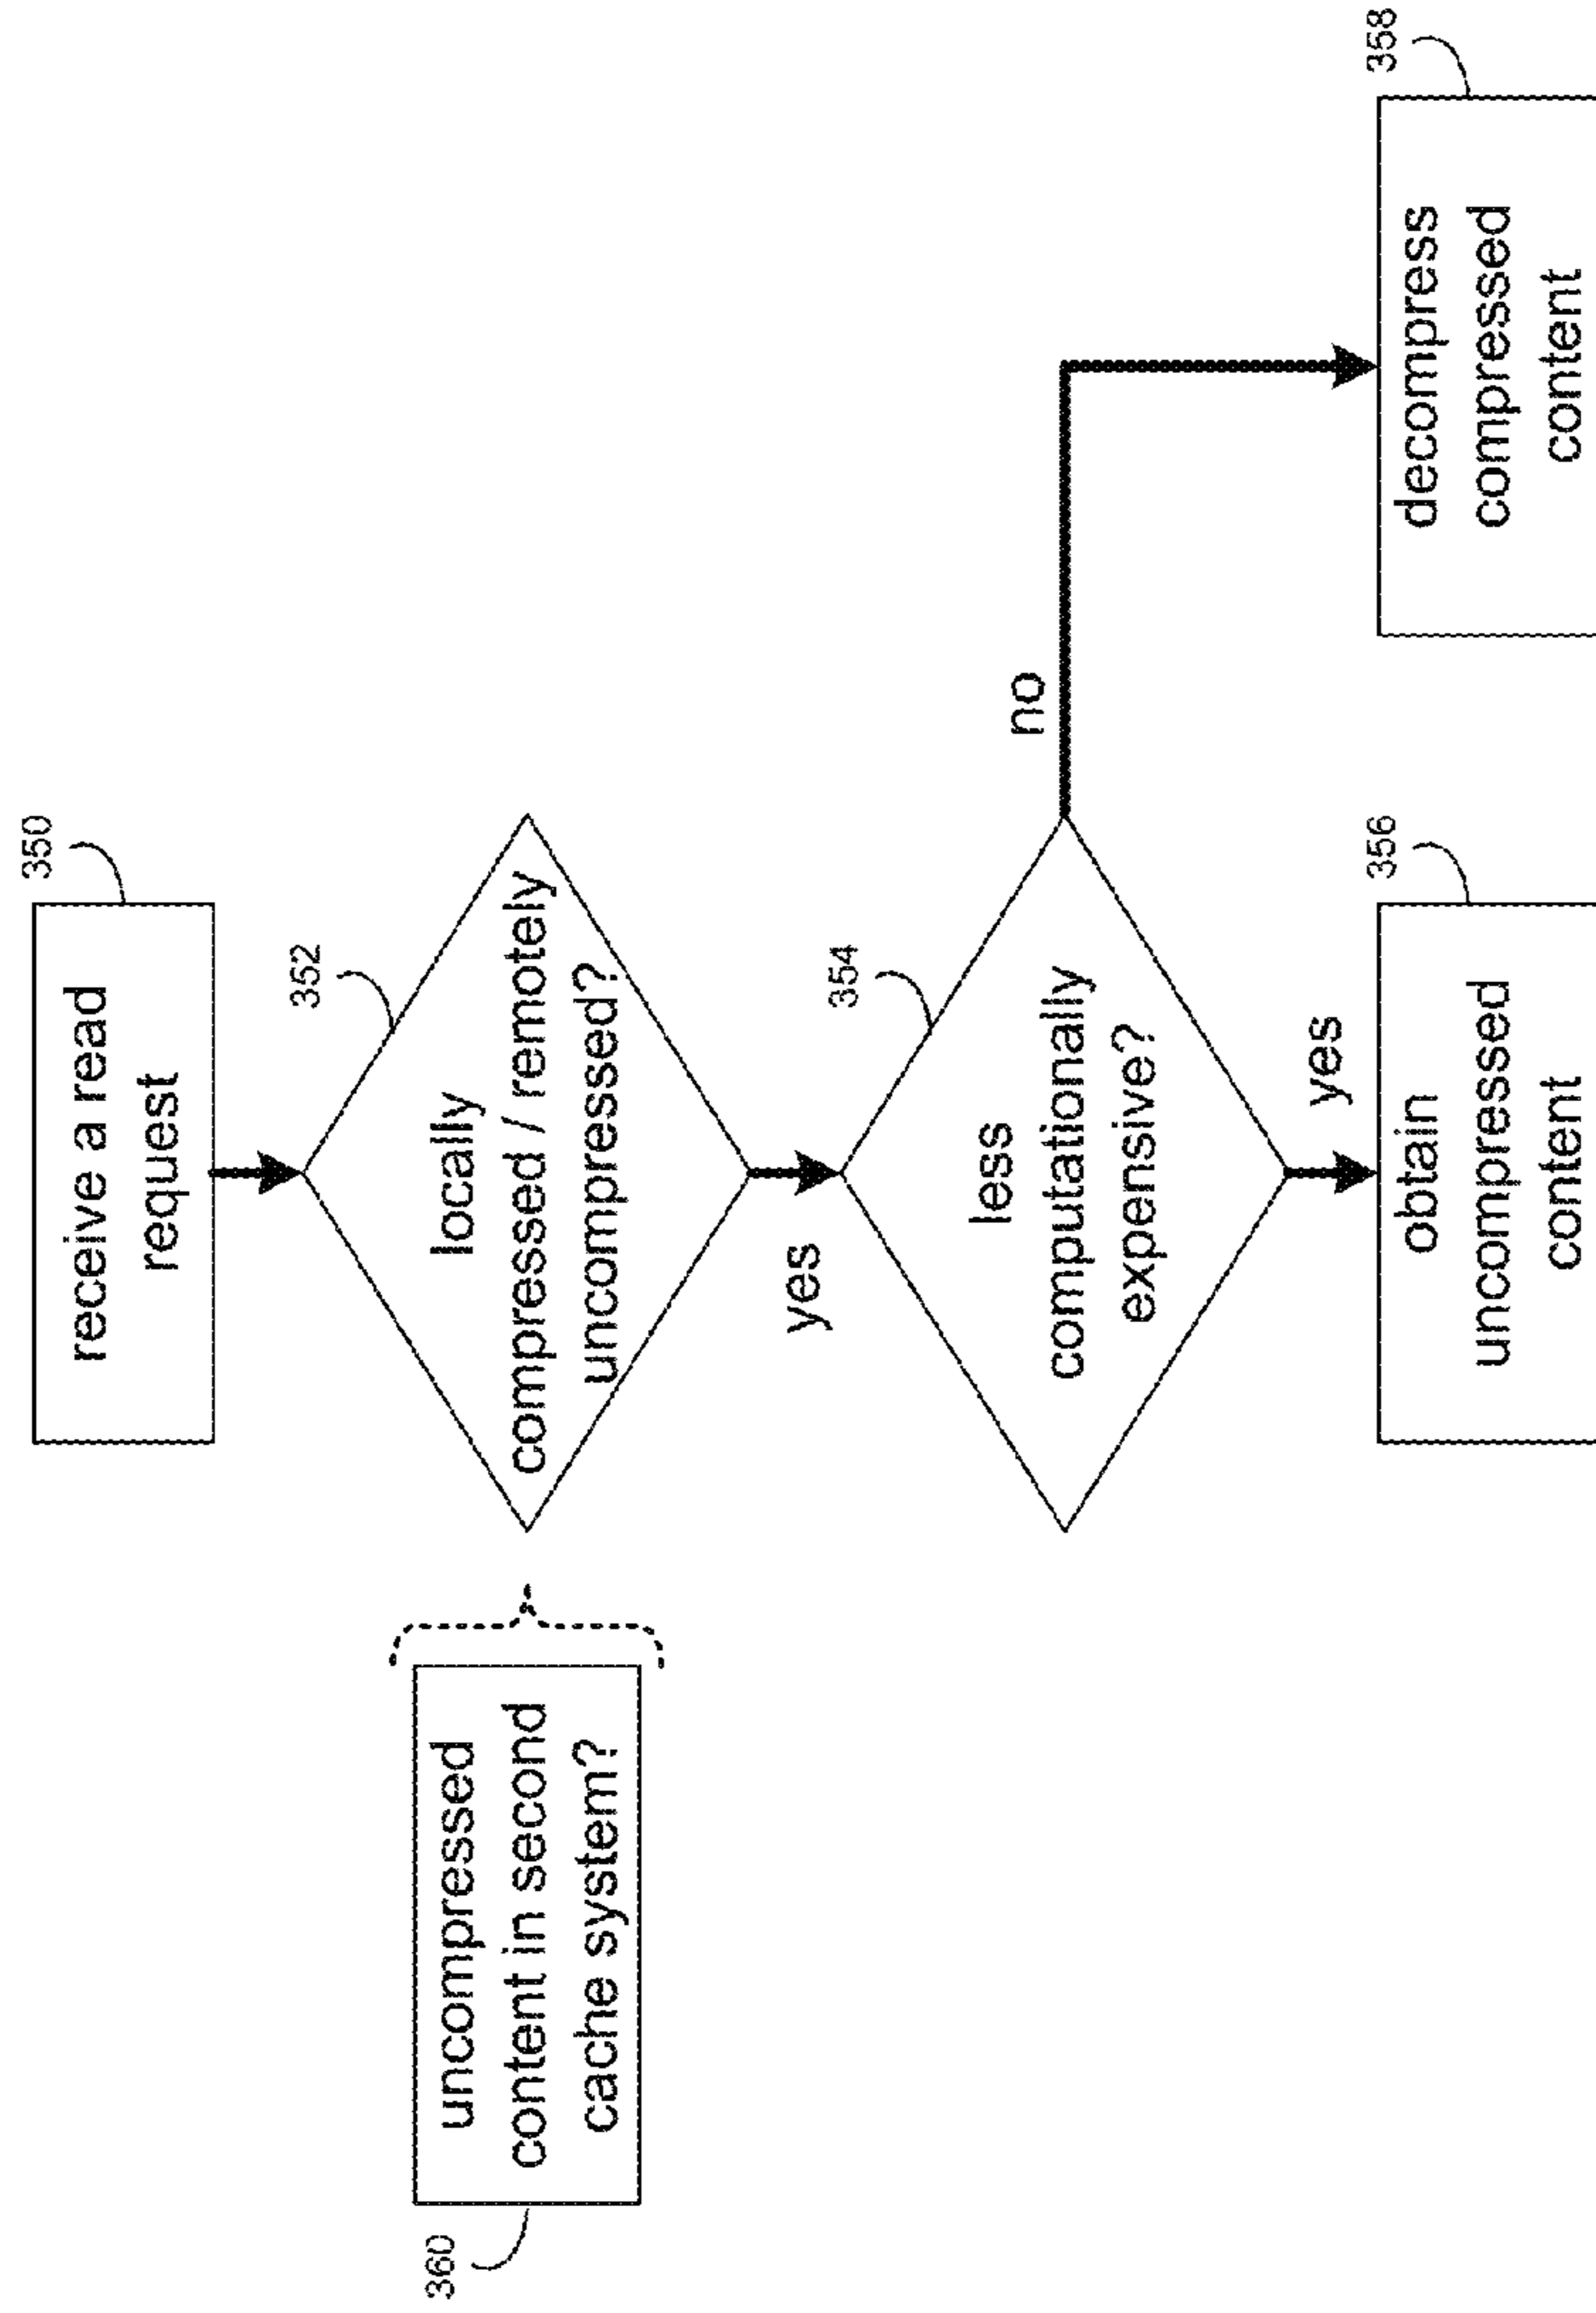 350
receive a read
request
352
locally
compressed / remotely
uncompressed?
360
uncompressed
content in second
cache system?
yes
354
less
computationally
expensive?
no
yes
356
obtain
uncompressed
content
358
decompress
compressed
content